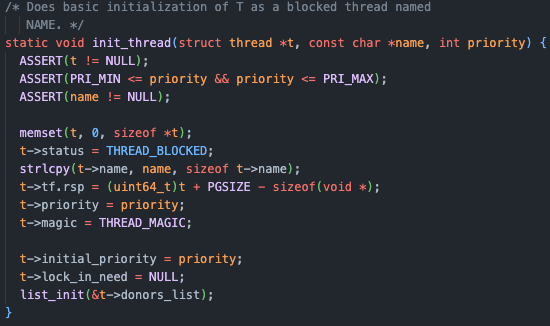 /* Does basic initialization of T as a blocked thread named
   NAME. */
static void init_thread(struct thread *t, const char *name, int priority) {
  ASSERT(t != NULL);
  ASSERT(PRI_MIN <= priority && priority <= PRI_MAX);
  ASSERT(name != NULL);

  memset(t, 0, sizeof *t);
  t->status = THREAD_BLOCKED;
  strlcpy(t->name, name, sizeof t->name);
  t->tf.rsp = (uint64_t)t + PGSIZE - sizeof(void *);
  t->priority = priority;
  t->magic = THREAD_MAGIC;

  t->initial_priority = priority;
  t->lock_in_need = NULL;
  list_init(&t->donors_list);
}